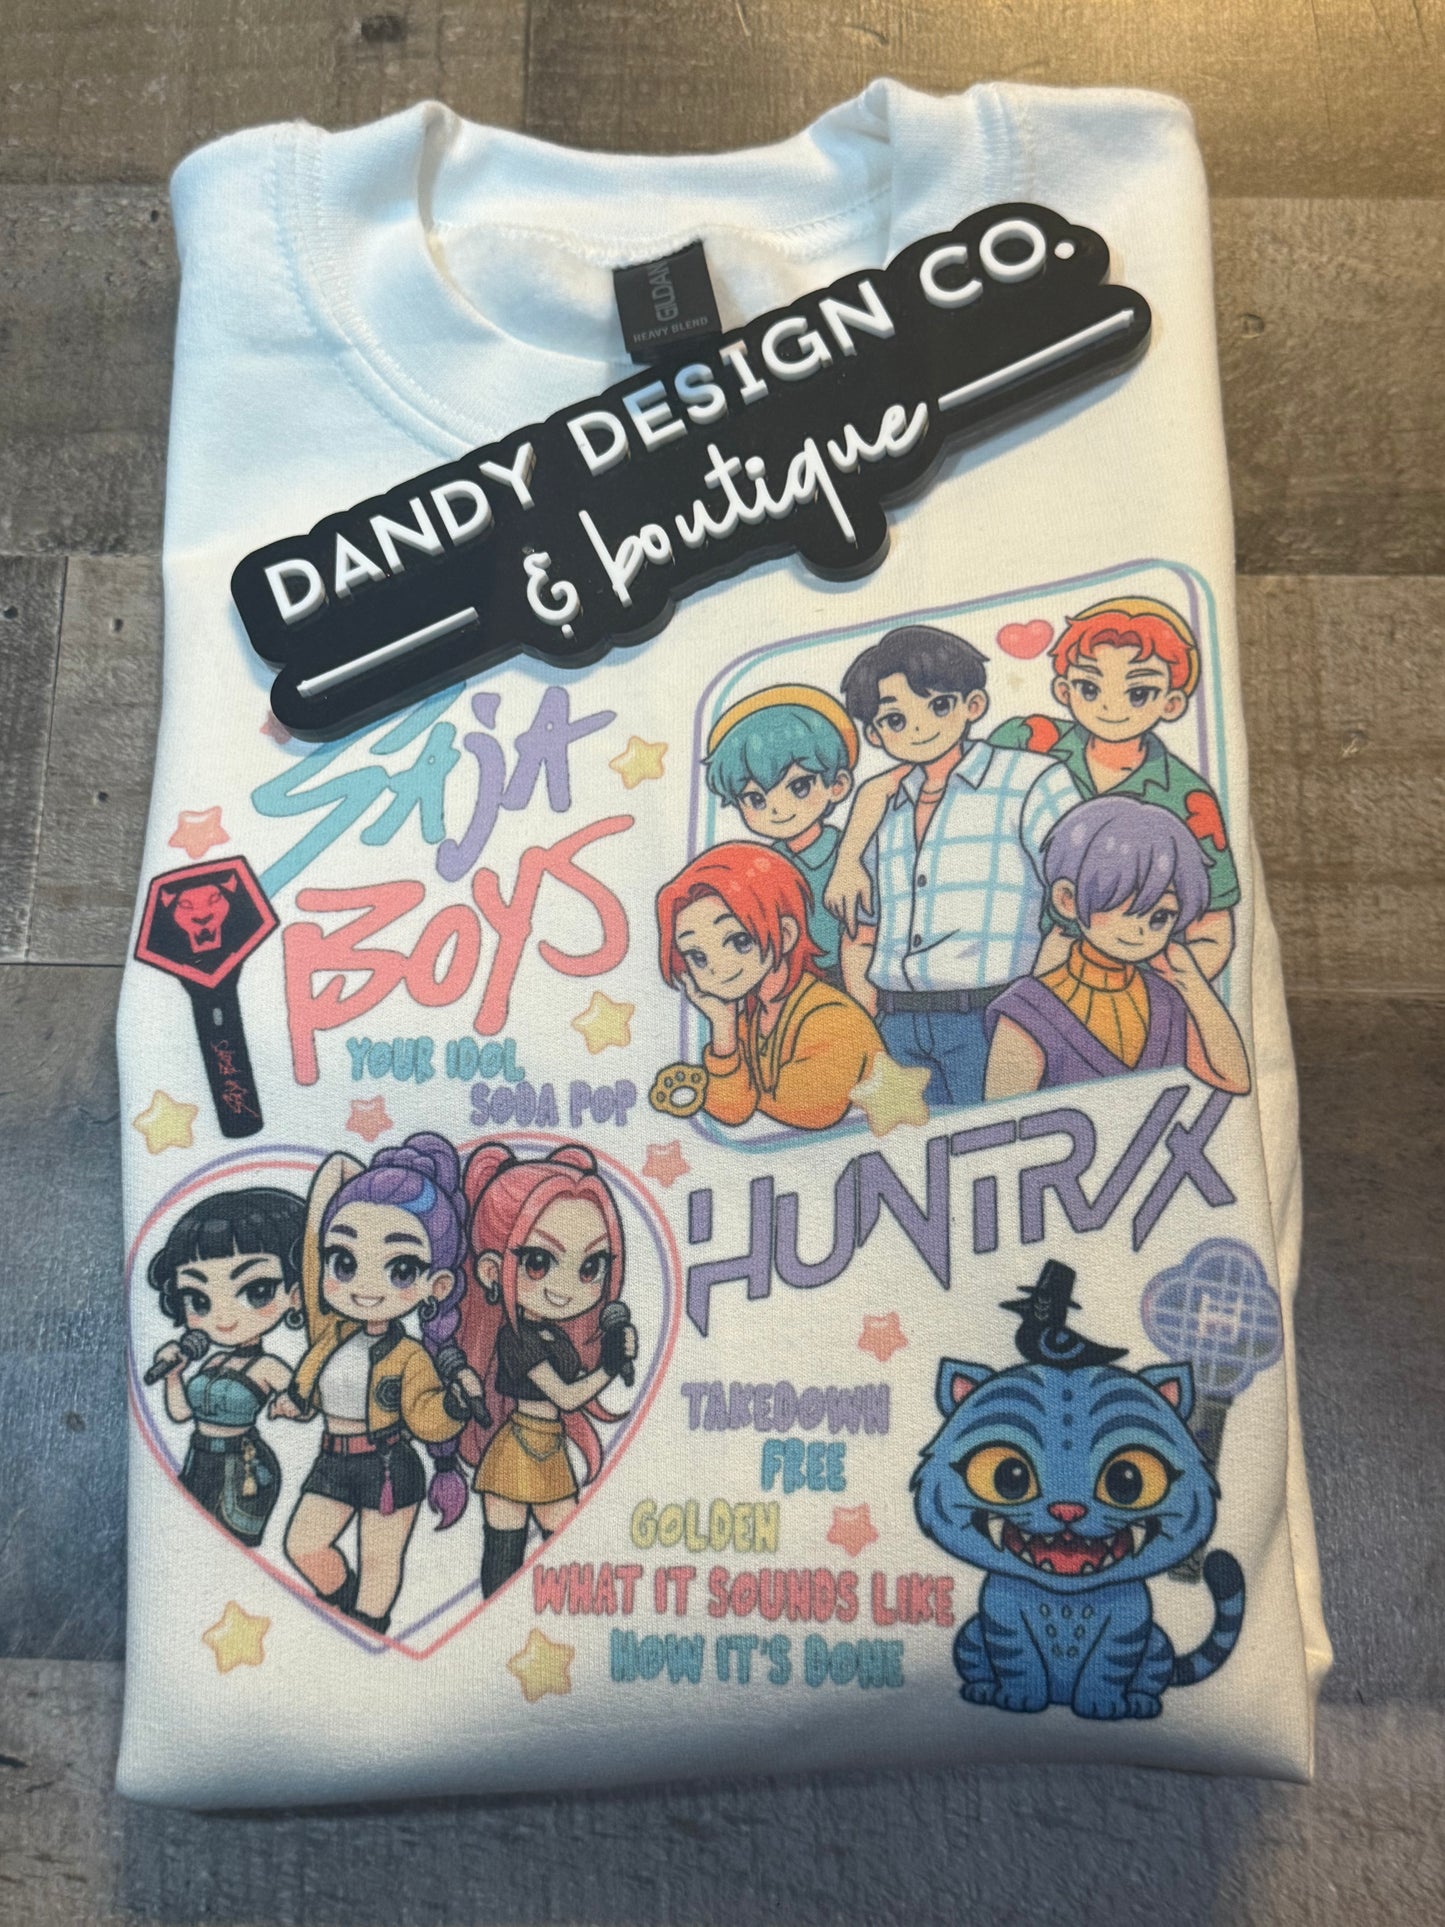 GILDAN
HEAVY BLEND
DANDY DESIGN CO.
& boutique
SAjA
BOYS
YOUR IDOL
SODA POP
HUNTR/X
TAKEDOWN
FREE
GOLDEN
WHAT IT SOUNDS LIKE
HOW IT'S DONE